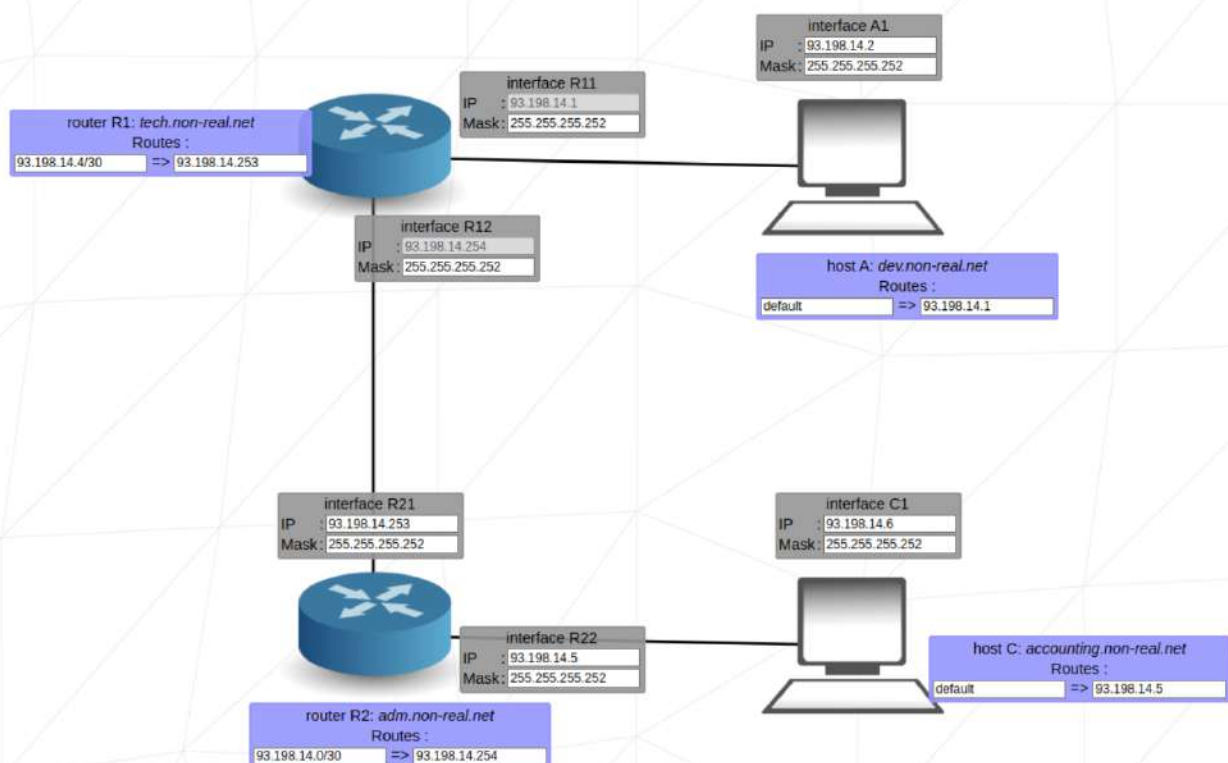 interface A1
IP : 93.198.14.2
Mask : 255.255.255.252
interface R11
IP : 93.198.14.1
Mask : 255.255.255.252
router R1: tech.non-real.net
Routes :
93.198.14.4/30 => 93.198.14.253
interface R12
IP : 93.198.14.254
Mask : 255.255.255.252
host A: dev.non-real.net
Routes :
default => 93.198.14.1
interface R21
IP : 93.198.14.253
Mask : 255.255.255.252
interface C1
IP : 93.198.14.6
Mask : 255.255.255.252
interface R22
IP : 93.198.14.5
Mask : 255.255.255.252
host C: accounting.non-real.net
Routes :
default => 93.198.14.5
router R2: adm.non-real.net
Routes :
93.198.14.0/30 => 93.198.14.254